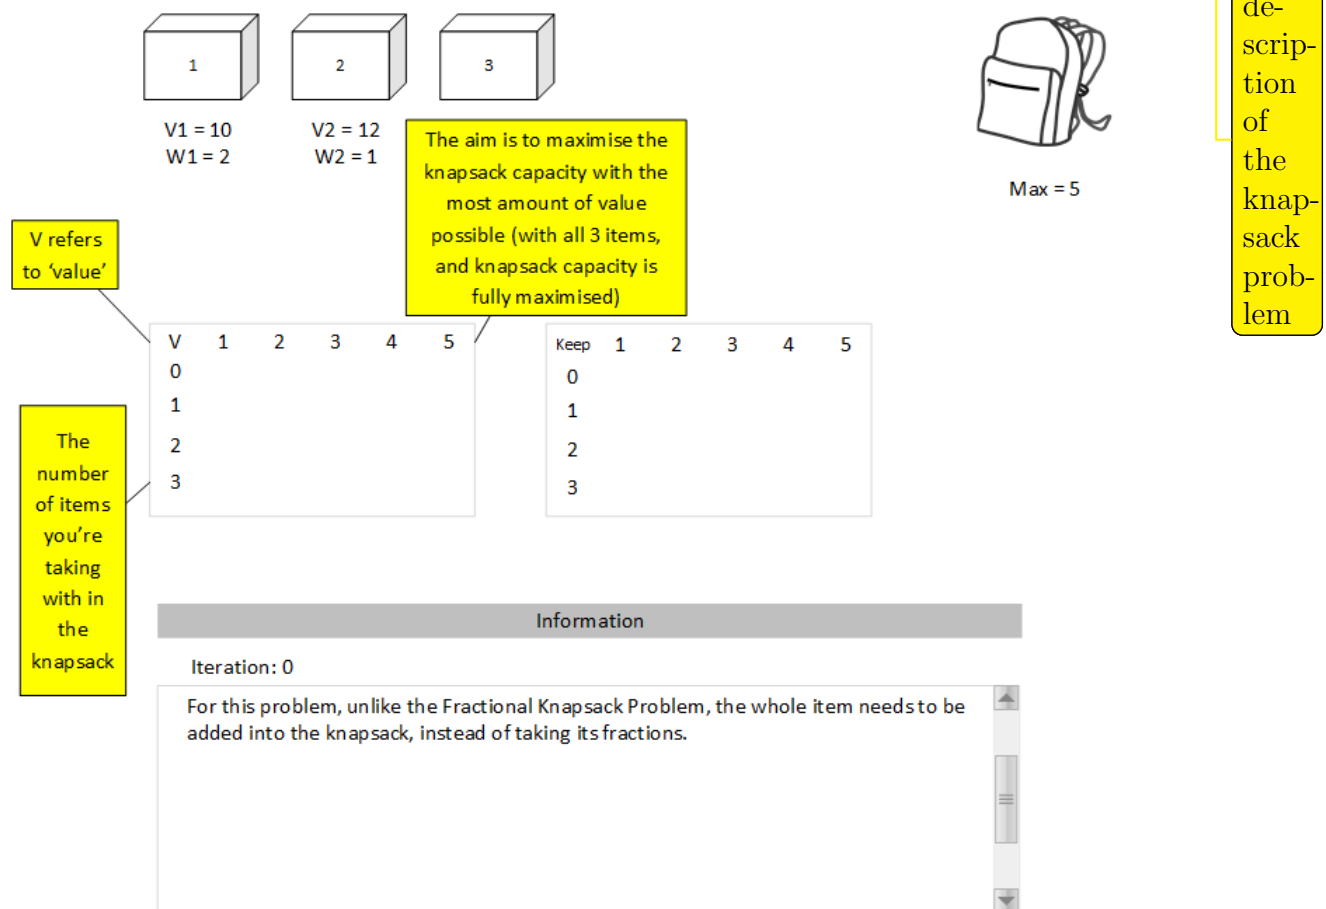 1
2
3
V1 = 10
W1 = 2
V2 = 12
W2 = 1
The aim is to maximise the
knapsack capacity with the
most amount of value
possible (with all 3 items,
and knapsack capacity is
fully maximised)
Max = 5
de-
scrip-
tion
of
the
knap-
sack
prob-
lem
V refers
to ‘value’
V 1 2 3 4 5
0
1
2
3
Keep 1 2 3 4 5
0
1
2
3
The
number
of items
you’re
taking
with in
the
knapsack
Information
Iteration: 0
For this problem, unlike the Fractional Knapsack Problem, the whole item needs to be
added into the knapsack, instead of taking its fractions.